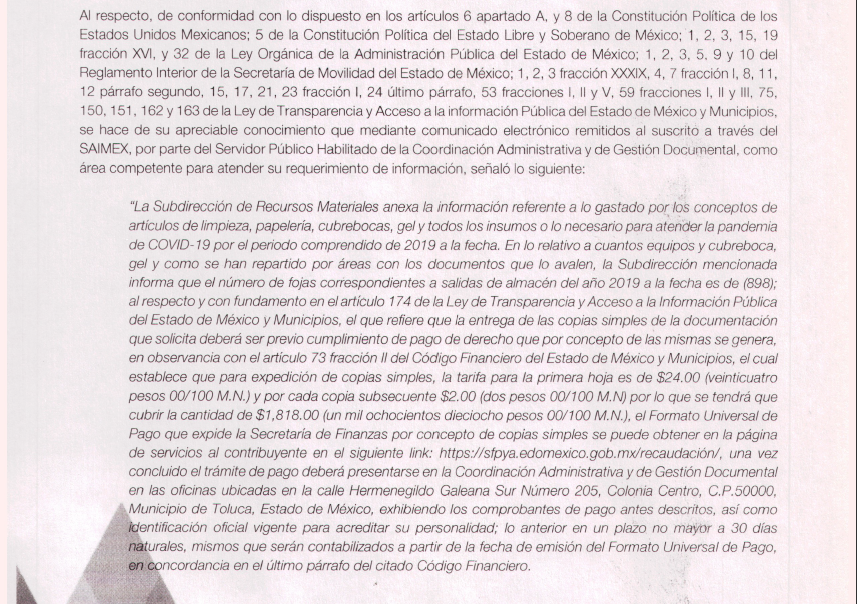 Al respecto, de conformidad con lo dispuesto en los artículos 6 apartado A, y 8 de la Constitución Política de los
Estados Unidos Mexicanos; 5 de la Constitución Política del Estado Libre y Soberano de México; 1, 2, 3, 15, 19
fracción XVI, y 32 de la Ley Orgánica de la Administración Pública del Estado de México; 1, 2, 3, 5, 9 y 10 del
Reglamento Interior de la Secretaría de Movilidad del Estado de México; 1, 2, 3 fracción XXXIX, 4, 7 fracción I, 8, 11,
12 párrafo segundo, 15, 17, 21, 23 fracción I, 24 último párrafo, 53 fracciones I, II y V, 59 fracciones I, II y III, 75,
150, 151, 162 y 163 de la Ley de Transparencia y Acceso a la información Pública del Estado de México y Municipios,
se hace de su apreciable conocimiento que mediante comunicado electrónico remitidos al suscrito a través del
SAIMEX, por parte del Servidor Público Habilitado de la Coordinación Administrativa y de Gestión Documental, como
área competente para atender su requerimiento de información, señaló lo siguiente:
"La Subdirección de Recursos Materiales anexa la información referente a lo gastado por los conceptos de
artículos de limpieza, papelería, cubrebocas, gel y todos los insumos o lo necesario para atender la pandemia
de COVID-19 por el periodo comprendido de 2019 a la fecha. En lo relativo a cuantos equipos y cubreboca,
gel y como se han repartido por áreas con los documentos que lo avalen, la Subdirección mencionada
informa que el número de fojas correspondientes a salidas de almacén del año 2019 a la fecha es de (898);
al respecto y con fundamento en el artículo 174 de la Ley de Transparencia y Acceso a la Información Pública
del Estado de México y Municipios, el que refiere que la entrega de las copias simples de la documentación
que solicita deberá ser previo cumplimiento de pago de derecho que por concepto de las mismas se genera,
en observancia con el artículo 73 fracción II del Código Financiero del Estado de México y Municipios, el cual
establece que para expedición de copias simples, la tarifa para la primera hoja es de $24.00 (veinticuatro
pesos 00/100 M.N.) y por cada copia subsecuente $2.00 (dos pesos 00/100 M.N) por lo que se tendrá que
cubrir la cantidad de $1,818.00 (un mil ochocientos dieciocho pesos 00/100 M.N.), el Formato Universal de
Pago que expide la Secretaría de Finanzas por concepto de copias simples se puede obtener en la página
de servicios al contribuyente en el siguiente link: https://sfpya.edomexico.gob.mx/recaudación/, una vez
concluido el trámite de pago deberá presentarse en la Coordinación Administrativa y de Gestión Documental
en las oficinas ubicadas en la calle Hermenegildo Galeana Sur Número 205, Colonia Centro, C.P.50000,
Municipio de Toluca, Estado de México, exhibiendo los comprobantes de pago antes descritos, así como
identificación oficial vigente para acreditar su personalidad; lo anterior en un plazo no mayor a 30 días
naturales, mismos que serán contabilizados a partir de la fecha de emisión del Formato Universal de Pago,
en concordancia en el último párrafo del citado Código Financiero.